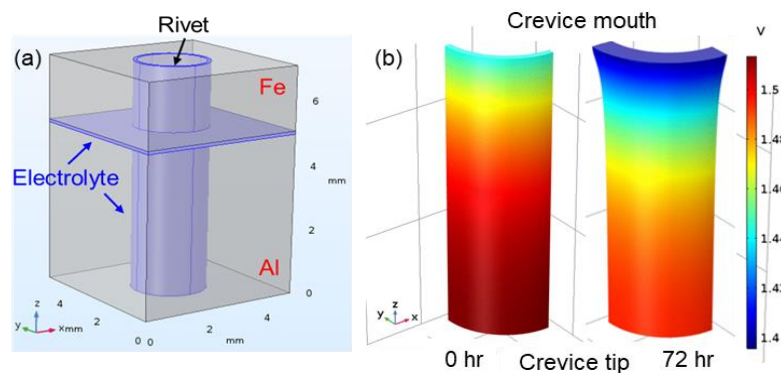 Rivet
(a)
Fe
6
4
mm
Electrolyte
2
Al
0
z
y
x
4
2
0
mm
0
2
4
mm
(b)
Crevice mouth
V
1.5
1.48
1.46
1.44
1.42
1.4
z
y
x
0 hr
Crevice tip
72 hr